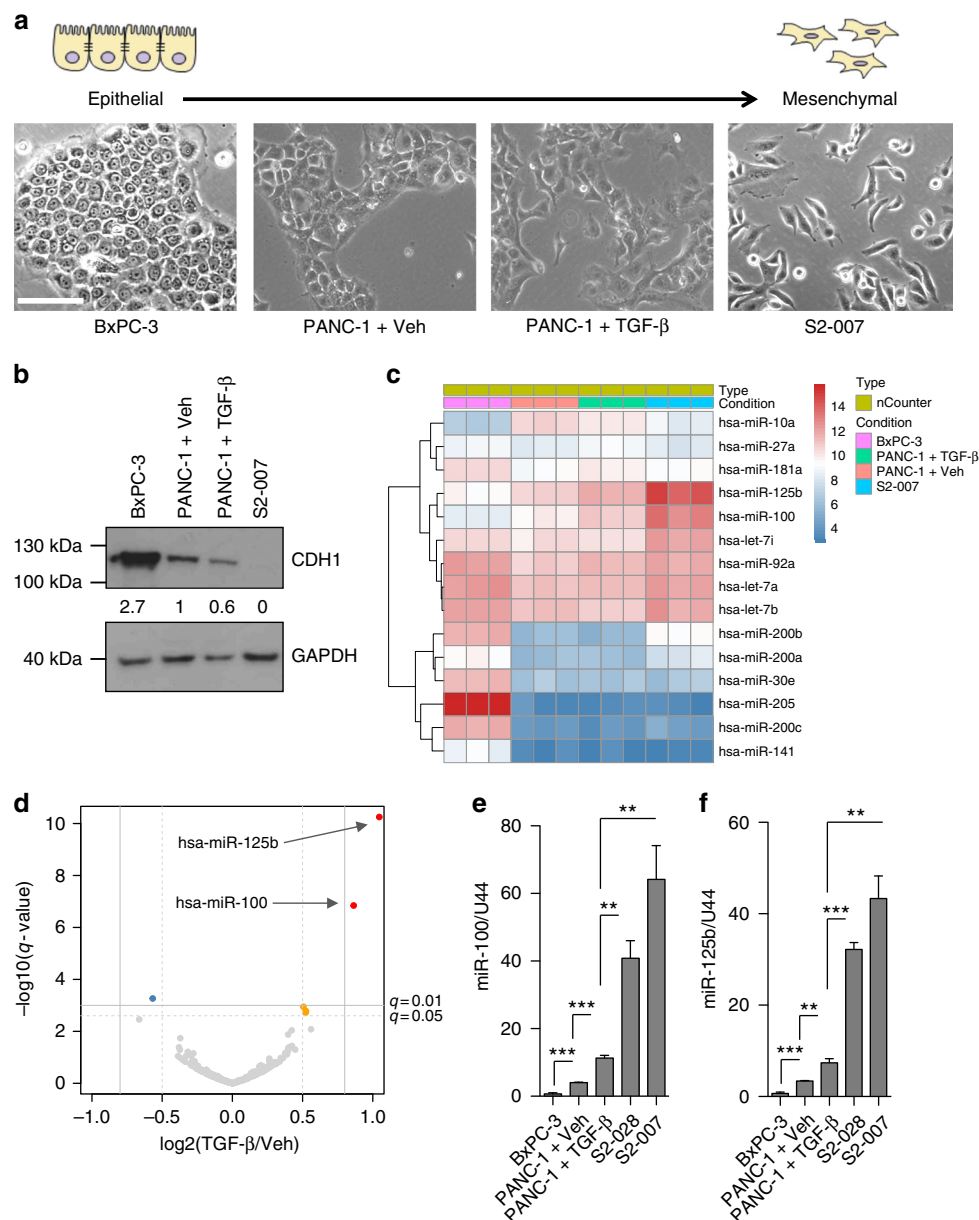 a
Epithelial
Mesenchymal
BxPC-3
PANC-1 + Veh
PANC-1 + TGF-β
S2-007
b
BxPC-3
PANC-1 + Veh
PANC-1 + TGF-β
S2-007
130 kDa
100 kDa
CDH1
2.7 1 0.6 0
40 kDa
GAPDH
c
Type
Condition
hsa-miR-10a
hsa-miR-27a
hsa-miR-181a
hsa-miR-125b
hsa-miR-100
hsa-let-7i
hsa-miR-92a
hsa-let-7a
hsa-let-7b
hsa-miR-200b
hsa-miR-200a
hsa-miR-30e
hsa-miR-205
hsa-miR-200c
hsa-miR-141
14
12
10
8
6
4
Type
nCounter
Condition
BxPC-3
PANC-1 + TGF-β
PANC-1 + Veh
S2-007
d
–log10(q-value)
10
8
6
4
2
0
hsa-miR-125b
hsa-miR-100
q=0.01
q=0.05
–1.0 –0.5 0.0 0.5 1.0
log2(TGF-β/Veh)
e
miR-100/U44
80
60
40
20
0
***
***
**
**
BxPC-3
PANC-1 + Veh
PANC-1 + TGF-β
S2-028
S2-007
f
miR-125b/U44
60
40
20
0
***
**
***
**
BxPC-3
PANC-1 + Veh
PANC-1 + TGF-β
S2-028
S2-007